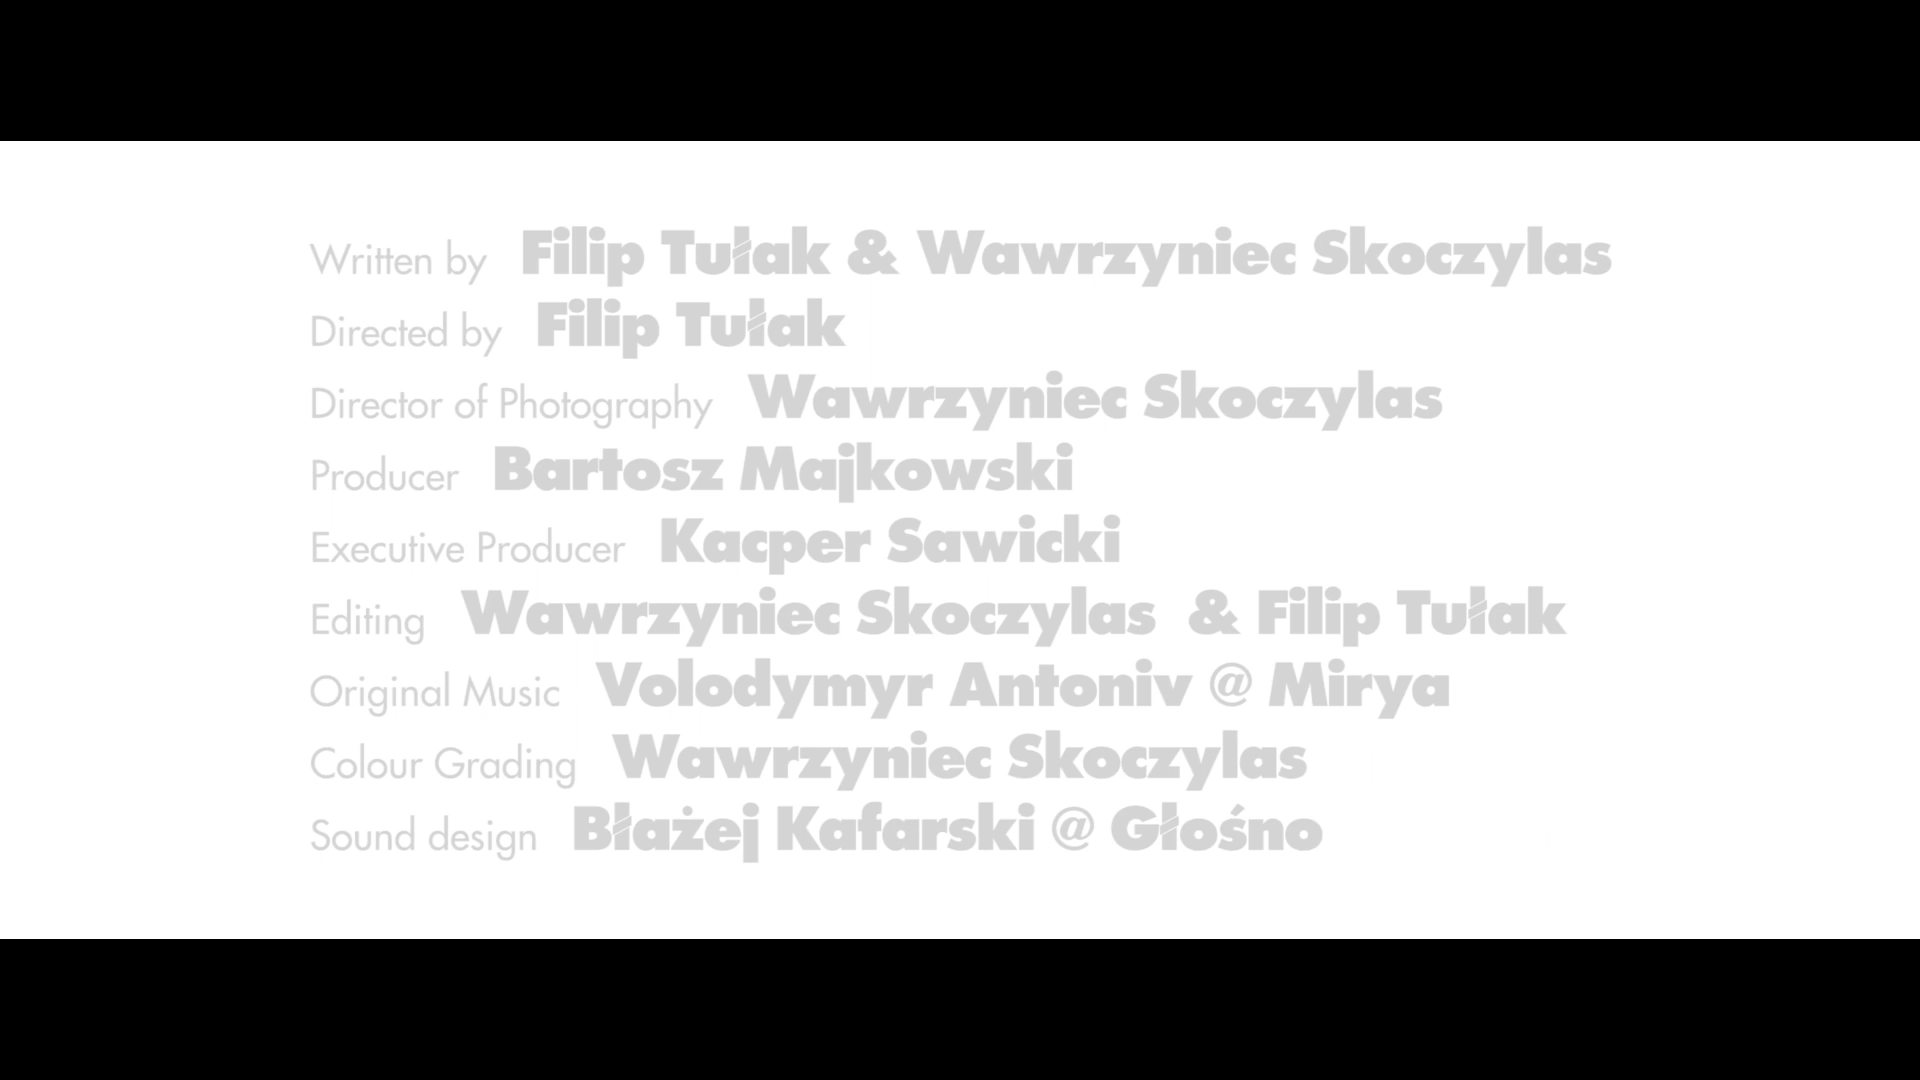 Written by Filip Tułak & Wawrzyniec Skoczylas
Directed by Filip Tułak
Director of Photography Wawrzyniec Skoczylas
Producer Bartosz Majkowski
Executive Producer Kacper Sawicki
Editing Wawrzyniec Skoczylas & Filip Tułak
Original Music Volodymyr Antoniv @ Mirya
Colour Grading Wawrzyniec Skoczylas
Sound design Błażej Kafarski @ Głośno